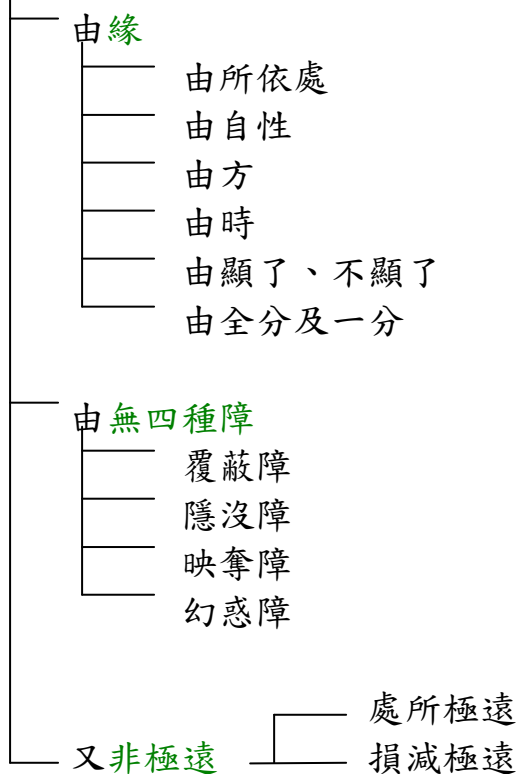 由緣
由所依處
由自性
由方
由時
由顯了、不顯了
由全分及一分
由無四種障
覆蔽障
隱沒障
映奪障
幻惑障
處所極遠
又非極遠
損減極遠